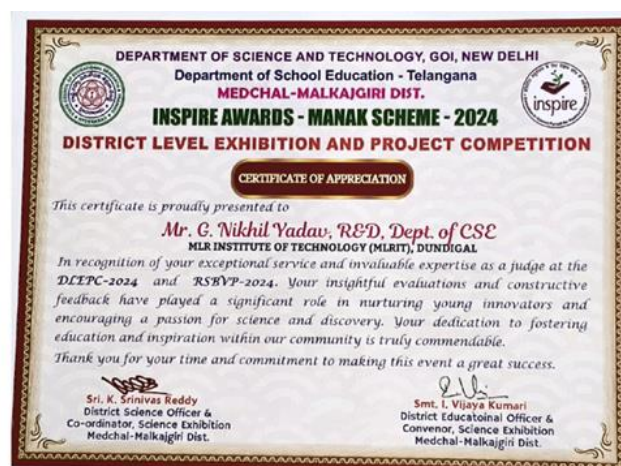 DEPARTMENT OF SCIENCE AND TECHNOLOGY, GOI, NEW DELHI
Department of School Education - Telangana
MEDCHAL-MALKAJGIRI DIST.
inspire
INSPIRE AWARDS - MANAK SCHEME - 2024
DISTRICT LEVEL EXHIBITION AND PROJECT COMPETITION
CERTIFICATE OF APPRECIATION
This certificate is proudly presented to
Mr. G. Nikhil Yadav, R&D, Dept. of CSE
MLR INSTITUTE OF TECHNOLOGY (MLRIT), DUNDIGAL
In recognition of your exceptional service and invaluable expertise as a judge at the
DLEPC-2024 and RSBVP-2024. Your insightful evaluations and constructive
feedback have played a significant role in nurturing young innovators and
encouraging a passion for science and discovery. Your dedication to fostering
education and inspiration within our community is truly commendable.
Thank you for your time and commitment to making this event a great success.
Sri. K. Srinivas Reddy
District Science Officer &
Co-ordinator, Science Exhibition
Medchal-Malkajgiri Dist.
Smt. I. Vijaya Kumari
District Educatoinal Officer &
Convenor, Science Exhibition
Medchal-Malkajgiri Dist.